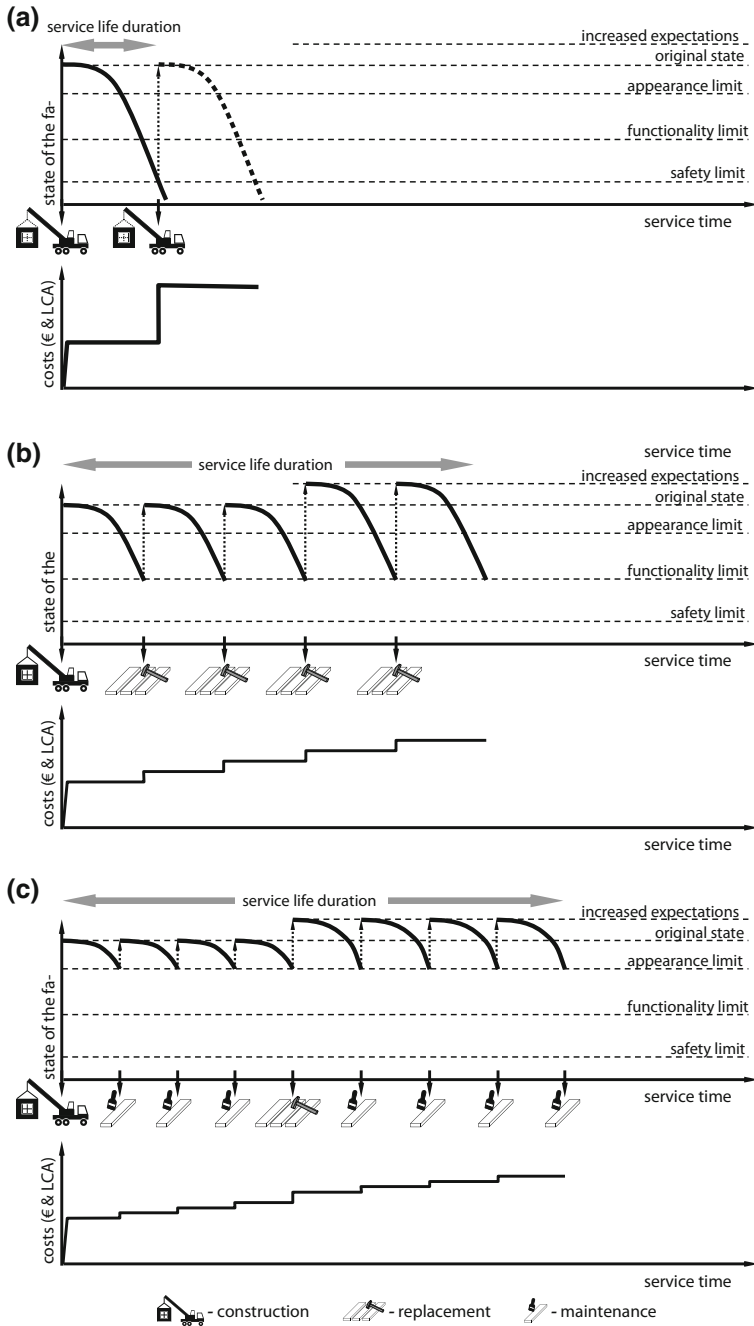 (a)
service life duration
increased expectations
original state
appearance limit
functionality limit
safety limit
state of the fa-
service time
costs (€ & LCA)
(b)
service time
service life duration
increased expectations
original state
appearance limit
functionality limit
safety limit
state of the
service time
costs (€ & LCA)
service time
(c)
service life duration
increased expectations
original state
appearance limit
functionality limit
safety limit
state of the fa-
service time
costs (€ & LCA)
service time
- construction
- replacement
- maintenance